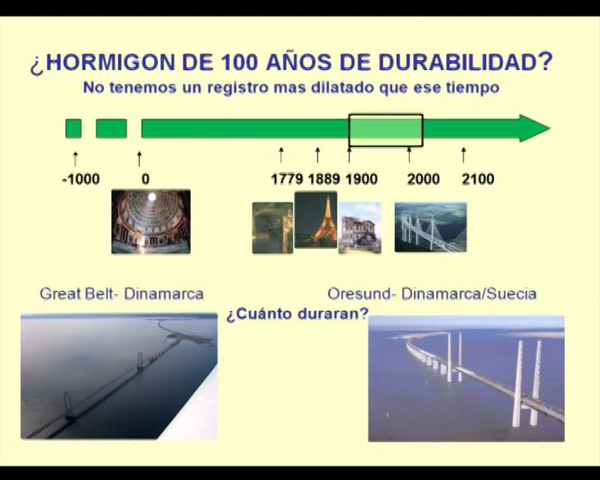 ¿HORMIGON DE 100 AÑOS DE DURABILIDAD?
No tenemos un registro mas dilatado que ese tiempo
-1000 0 1779 1889 1900 2000 2100
Great Belt- Dinamarca Oresund- Dinamarca/Suecia
¿Cuánto duraran?